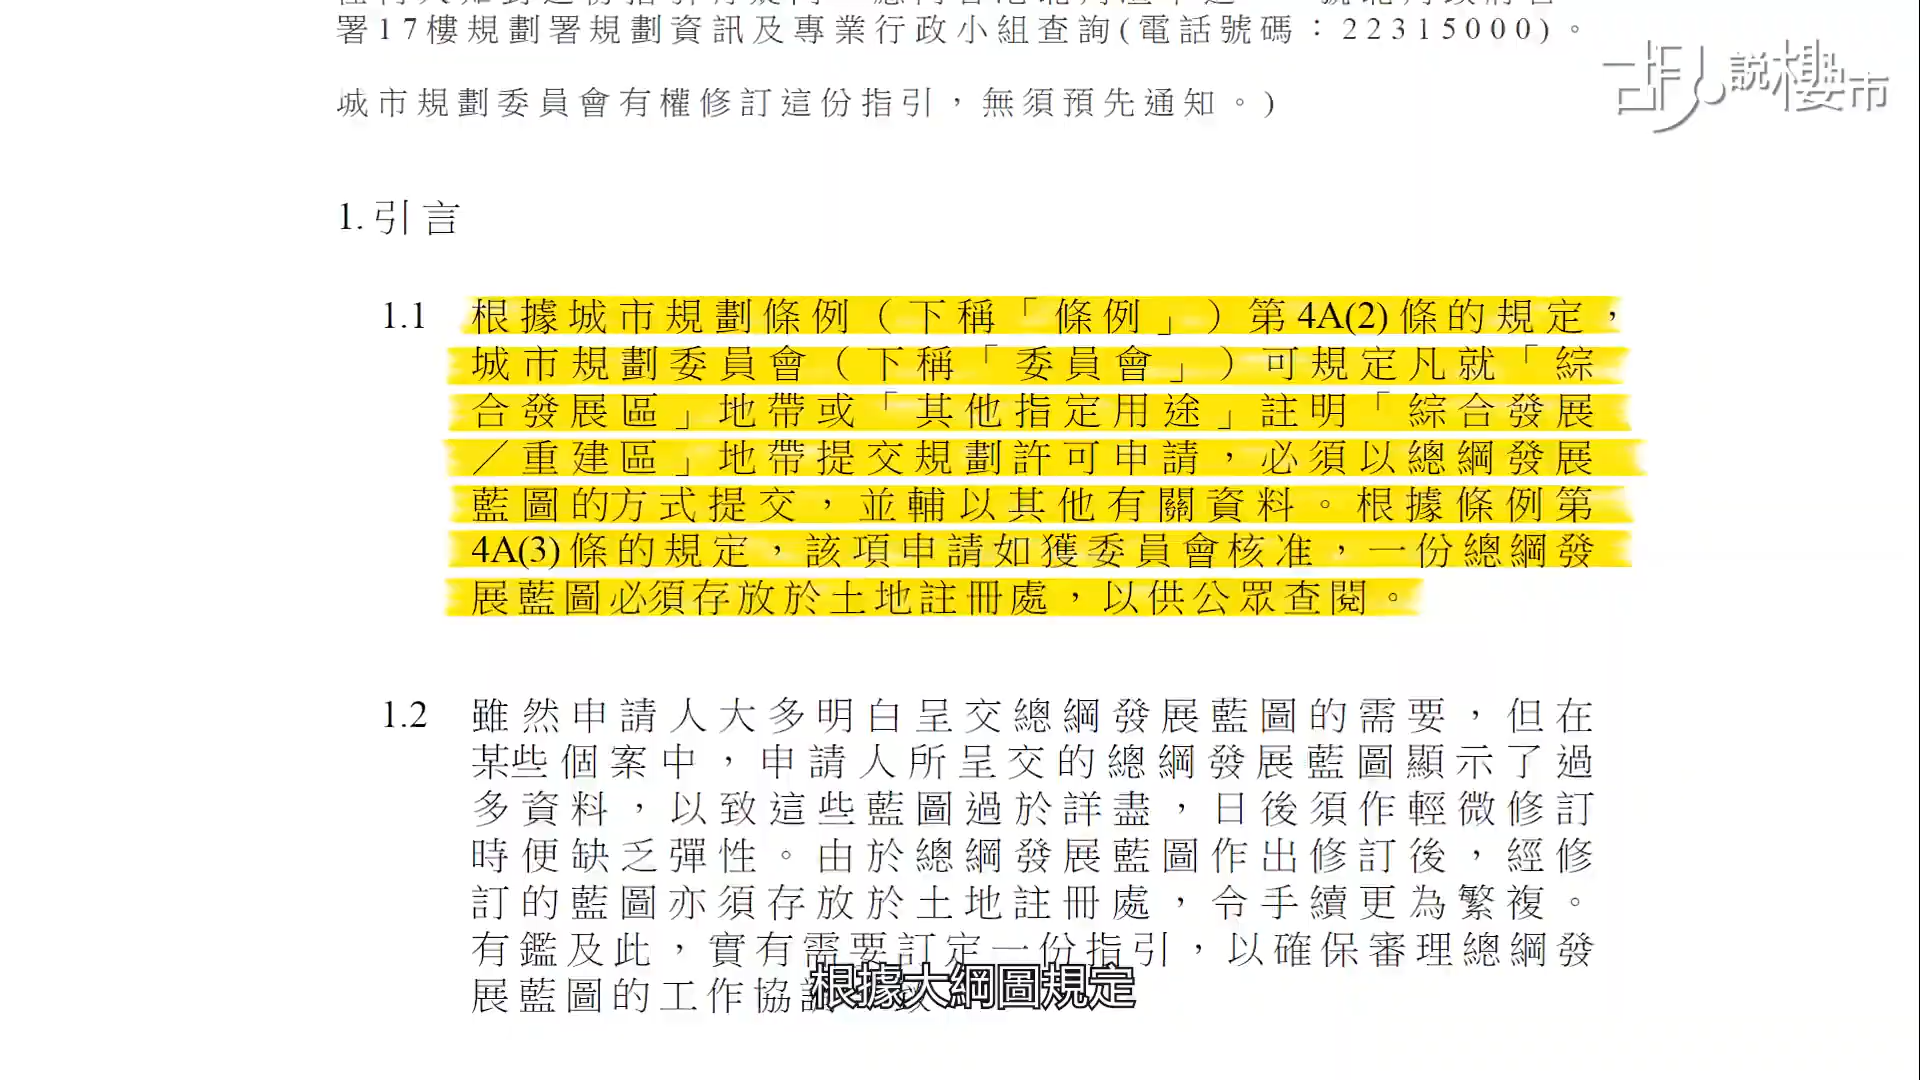 署17樓規劃署規劃資訊及專業行政小組查詢(電話號碼：22315000)。
胡說樓市
城市規劃委員會有權修訂這份指引，無須預先通知。)
1. 引言
1.1 根據城市規劃條例（下稱「條例」）第4A(2)條的規定，
城市規劃委員會（下稱「委員會」）可規定凡就「綜
合發展區」地帶或「其他指定用途」註明「綜合發展
／重建區」地帶提交規劃許可申請，必須以總綱發展
藍圖的方式提交，並輔以其他有關資料。根據條例第
4A(3)條的規定，該項申請如獲委員會核准，一份總綱發
展藍圖必須存放於土地註冊處，以供公眾查閱。
1.2 雖然申請人大多明白呈交總綱發展藍圖的需要，但在
某些個案中，申請人所呈交的總綱發展藍圖顯示了過
多資料，以致這些藍圖過於詳盡，日後須作輕微修訂
時便缺乏彈性。由於總綱發展藍圖作出修訂後，經修
訂的藍圖亦須存放於土地註冊處，令手續更為繁複。
有鑑及此，實有需要訂定一份指引，以確保審理總綱發
展藍圖的工作協
根據大綱圖規定